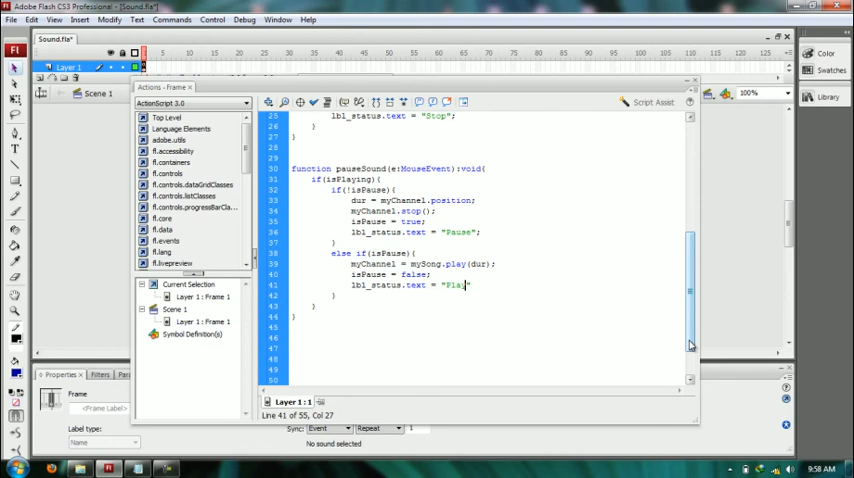 Adobe Flash CS3 Professional - [Sound.fla*]
File Edit View Insert Modify Text Commands Control Debug Window Help
Sound.fla*
5 10 15 20 25 30 35 40 45 50 55 60 65 70 75 80 85 90 95 100 105 110
Layer 1
Scene 1
100%
Color
Swatches
Library
Actions - Frame
ActionScript 3.0
Script Assist
Top Level
Language Elements
adobe.utils
fl.accessibility
fl.containers
fl.controls
fl.controls.dataGridClasses
fl.controls.listClasses
fl.controls.progressBarCla...
fl.core
fl.data
fl.events
fl.lang
fl.livepreview
Current Selection
Layer 1 : Frame 1
Scene 1
Layer 1 : Frame 1
Symbol Definition(s)
25 lbl_status.text = "Stop";
26 }
27 }
28
29
30 function pauseSound(e:MouseEvent):void{
31 if(isPlaying){
32 if(!isPause){
33 dur = myChannel.position;
34 myChannel.stop();
35 isPause = true;
36 lbl_status.text = "Pause";
37 }
38 else if(isPause){
39 myChannel = mySong.play(dur);
40 isPause = false;
41 lbl_status.text = "Play"
42 }
43 }
44 }
45
46
47
48
49
50
Layer 1 : 1
Line 41 of 55, Col 27
Properties Filters Para
Frame
<Frame Label>
Label type:
Name
Sync: Event Repeat 1
No sound selected
9:58 AM